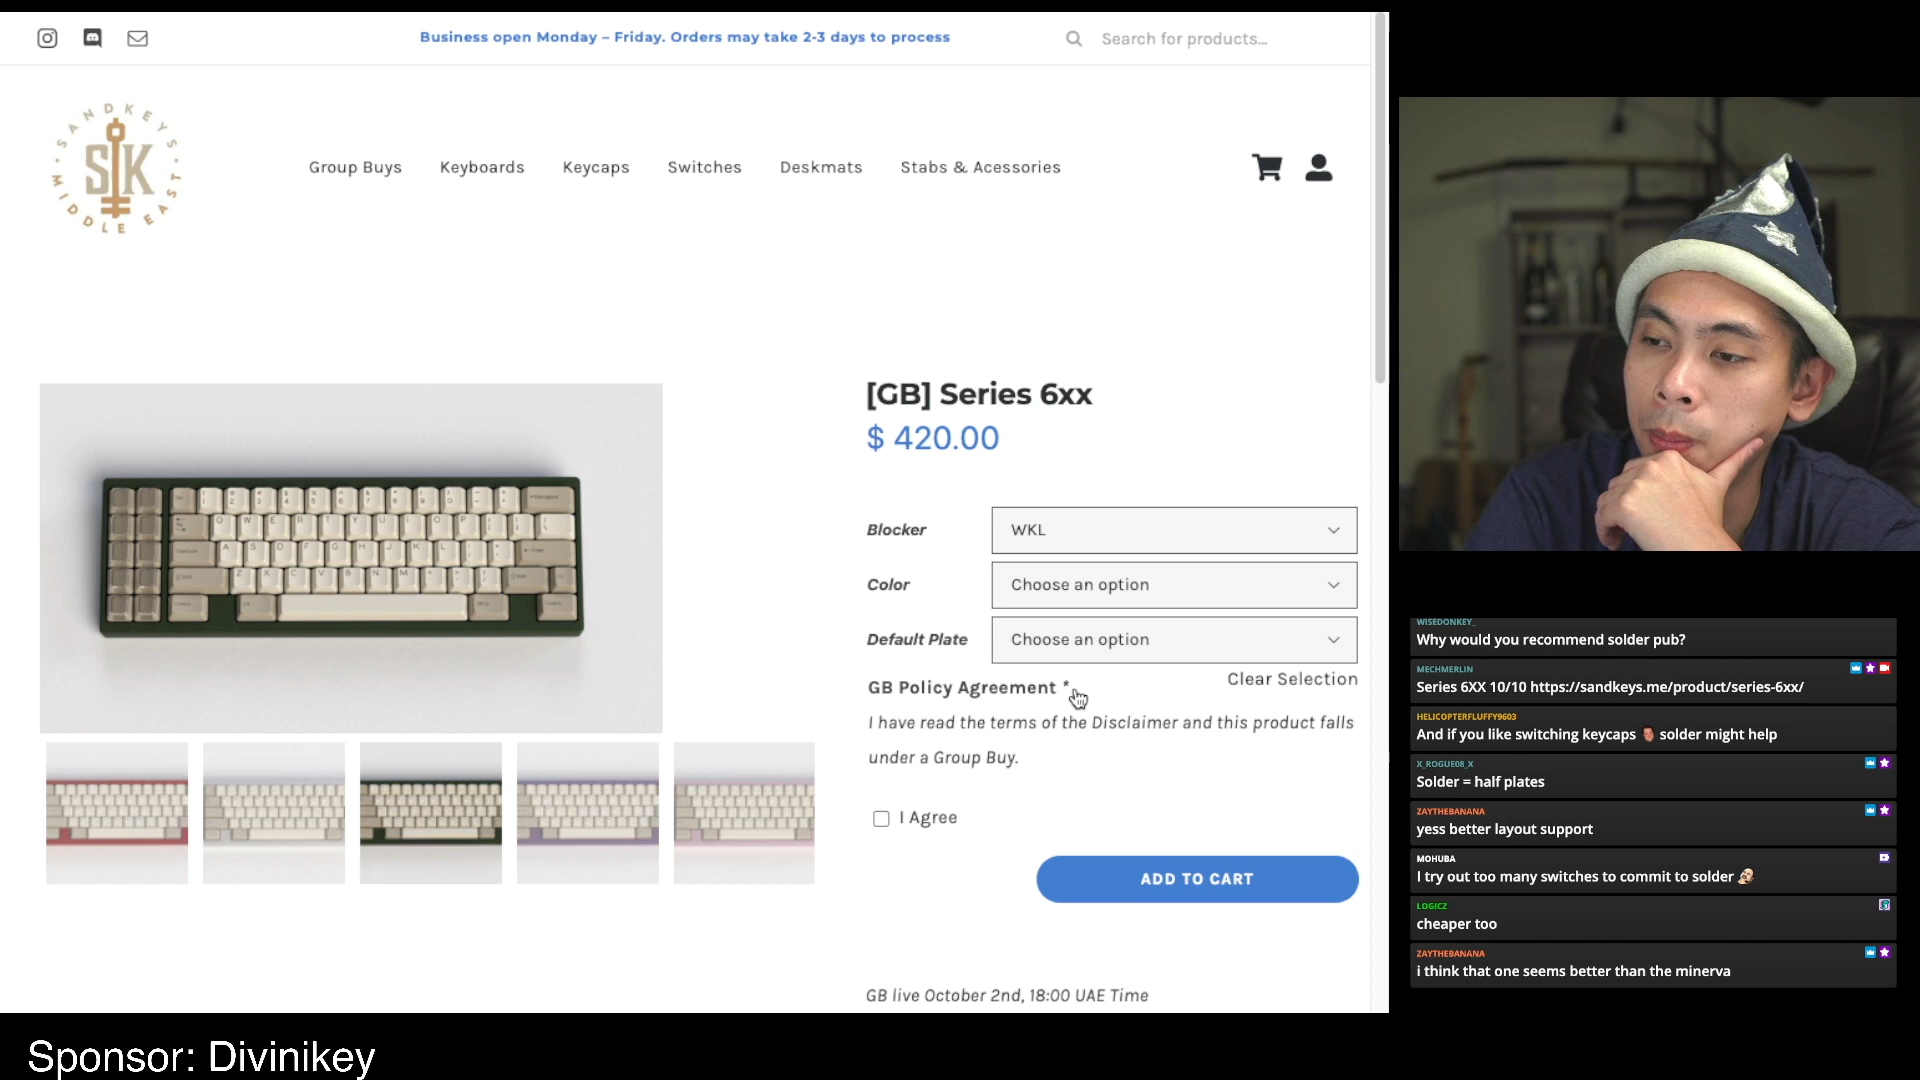 Business open Monday – Friday. Orders may take 2-3 days to process
Search for products...
SANDKEYS
SK
MIDDLE EAST
Group Buys
Keyboards
Keycaps
Switches
Deskmats
Stabs & Acessories
[GB] Series 6xx
$ 420.00
Blocker
WKL
Color
Choose an option
Default Plate
Choose an option
Clear Selection
GB Policy Agreement *
I have read the terms of the Disclaimer and this product falls
under a Group Buy.
I Agree
ADD TO CART
GB live October 2nd, 18:00 UAE Time
WISEDONKEY_
Why would you recommend solder pub?
MECHMERLIN
Series 6XX 10/10 https://sandkeys.me/product/series-6xx/
HELICOPTERFLUFFY9603
And if you like switching keycaps solder might help
X_ROGUE08_X
Solder = half plates
ZAYTHEBANANA
yess better layout support
MOHUBA
I try out too many switches to commit to solder
LOGICZ
cheaper too
ZAYTHEBANANA
i think that one seems better than the minerva
Sponsor: Divinikey